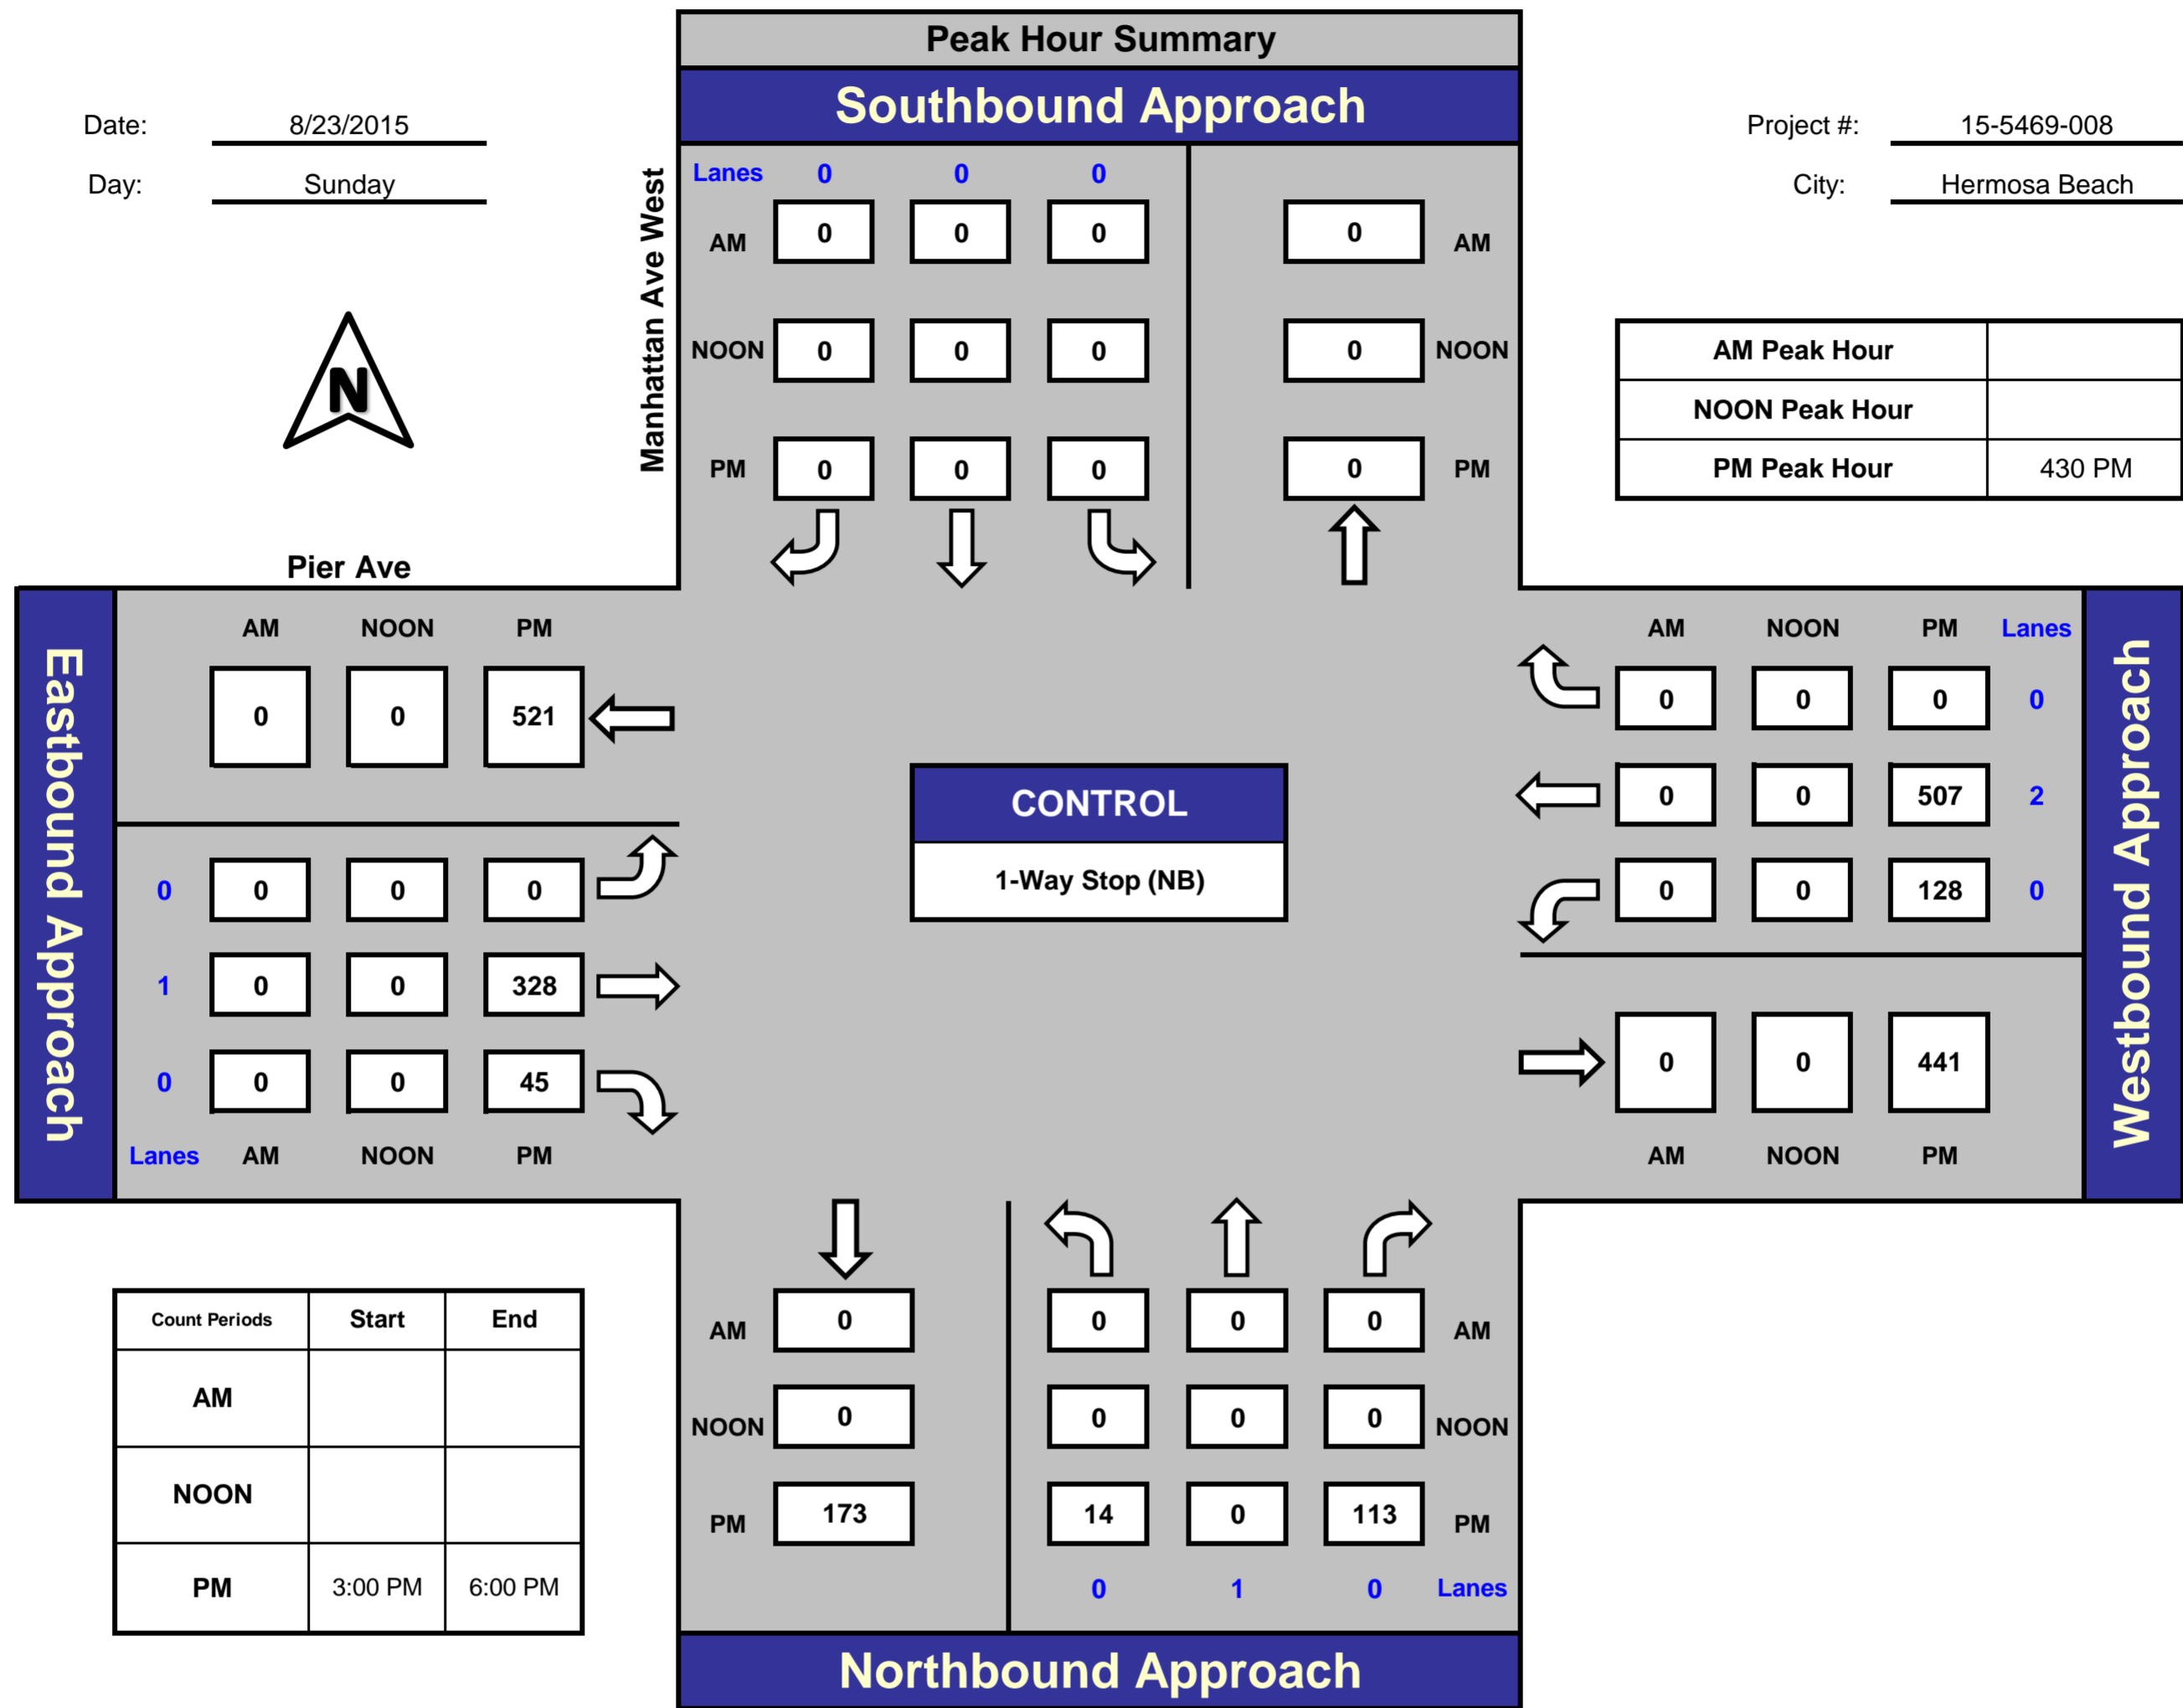 Peak Hour Summary
Southbound Approach
Date: 8/23/2015
Day: Sunday
Project #: 15-5469-008
City: Hermosa Beach
Manhattan Ave West
Lanes 0 0 0
AM 0 0 0 0 AM
NOON 0 0 0 0 NOON
PM 0 0 0 0 PM
N
AM Peak Hour
NOON Peak Hour
PM Peak Hour 430 PM
Pier Ave
Eastbound Approach
AM NOON PM
0 0 521
0 0 0 0
1 0 0 328
0 0 0 45
Lanes AM NOON PM
CONTROL
1-Way Stop (NB)
AM NOON PM Lanes
0 0 0 0
0 0 507 2
0 0 128 0
0 0 441
AM NOON PM
Westbound Approach
Count Periods Start End
AM
NOON
PM 3:00 PM 6:00 PM
AM 0 0 0 0 AM
NOON 0 0 0 0 NOON
PM 173 14 0 113 PM
0 1 0 Lanes
Northbound Approach